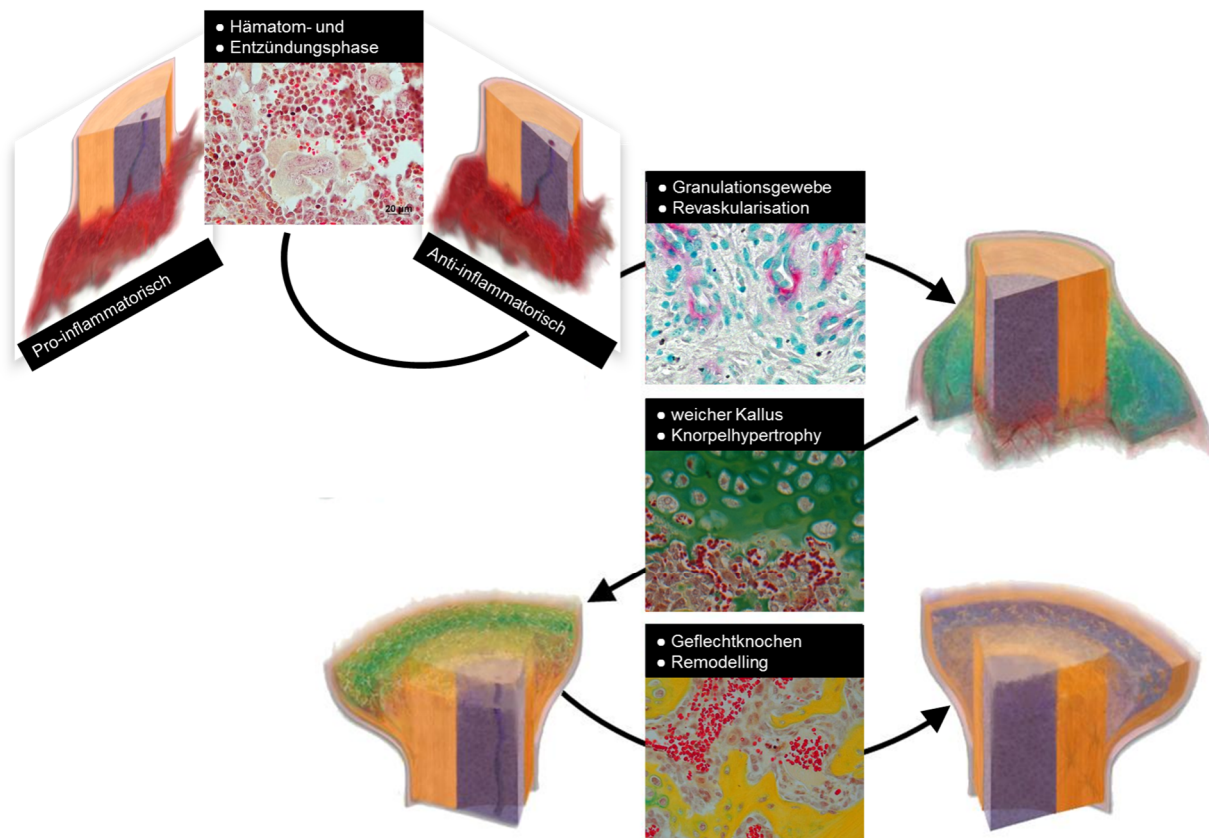 ● Hämatom- und
● Entzündungsphase
20 µm
Pro-inflammatorisch
Anti-inflammatorisch
● Granulationsgewebe
● Revaskularisation
● weicher Kallus
● Knorpelhypertrophy
● Geflechtknochen
● Remodelling